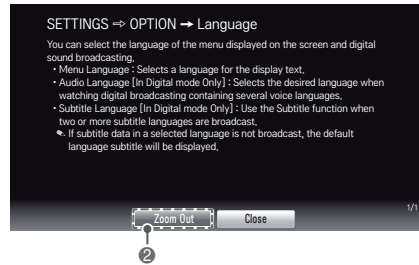 SETTINGS ⇨ OPTION ➙ Language
You can select the language of the menu displayed on the screen and digital
sound broadcasting.
• Menu Language : Selects a language for the display text.
• Audio Language [In Digital mode Only] : Selects the desired language when
watching digital broadcasting containing several voice languages.
• Subtitle Language [In Digital mode Only] : Use the Subtitle function when
two or more subtitle languages are broadcast.
If subtitle data in a selected language is not broadcast, the default
language subtitle will be displayed.
1/1
Zoom Out Close
2